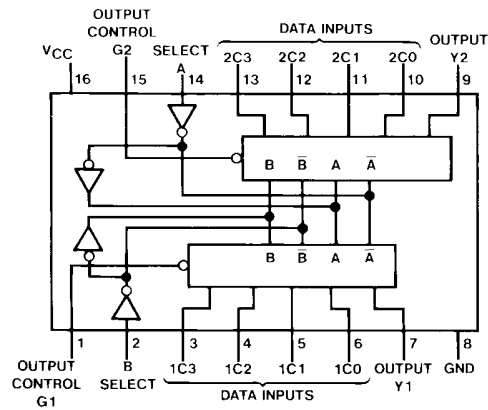 OUTPUT
CONTROL
G2
SELECT
A
DATA INPUTS
OUTPUT
Y2
VCC
2C3
2C2
2C1
2C0
16
15
14
13
12
11
10
9
B
B̅
A
A̅
B
B̅
A
A̅
1
2
3
4
5
6
7
8
OUTPUT
CONTROL
G1
B
SELECT
1C3
1C2
1C1
1C0
OUTPUT
Y1
GND
DATA INPUTS